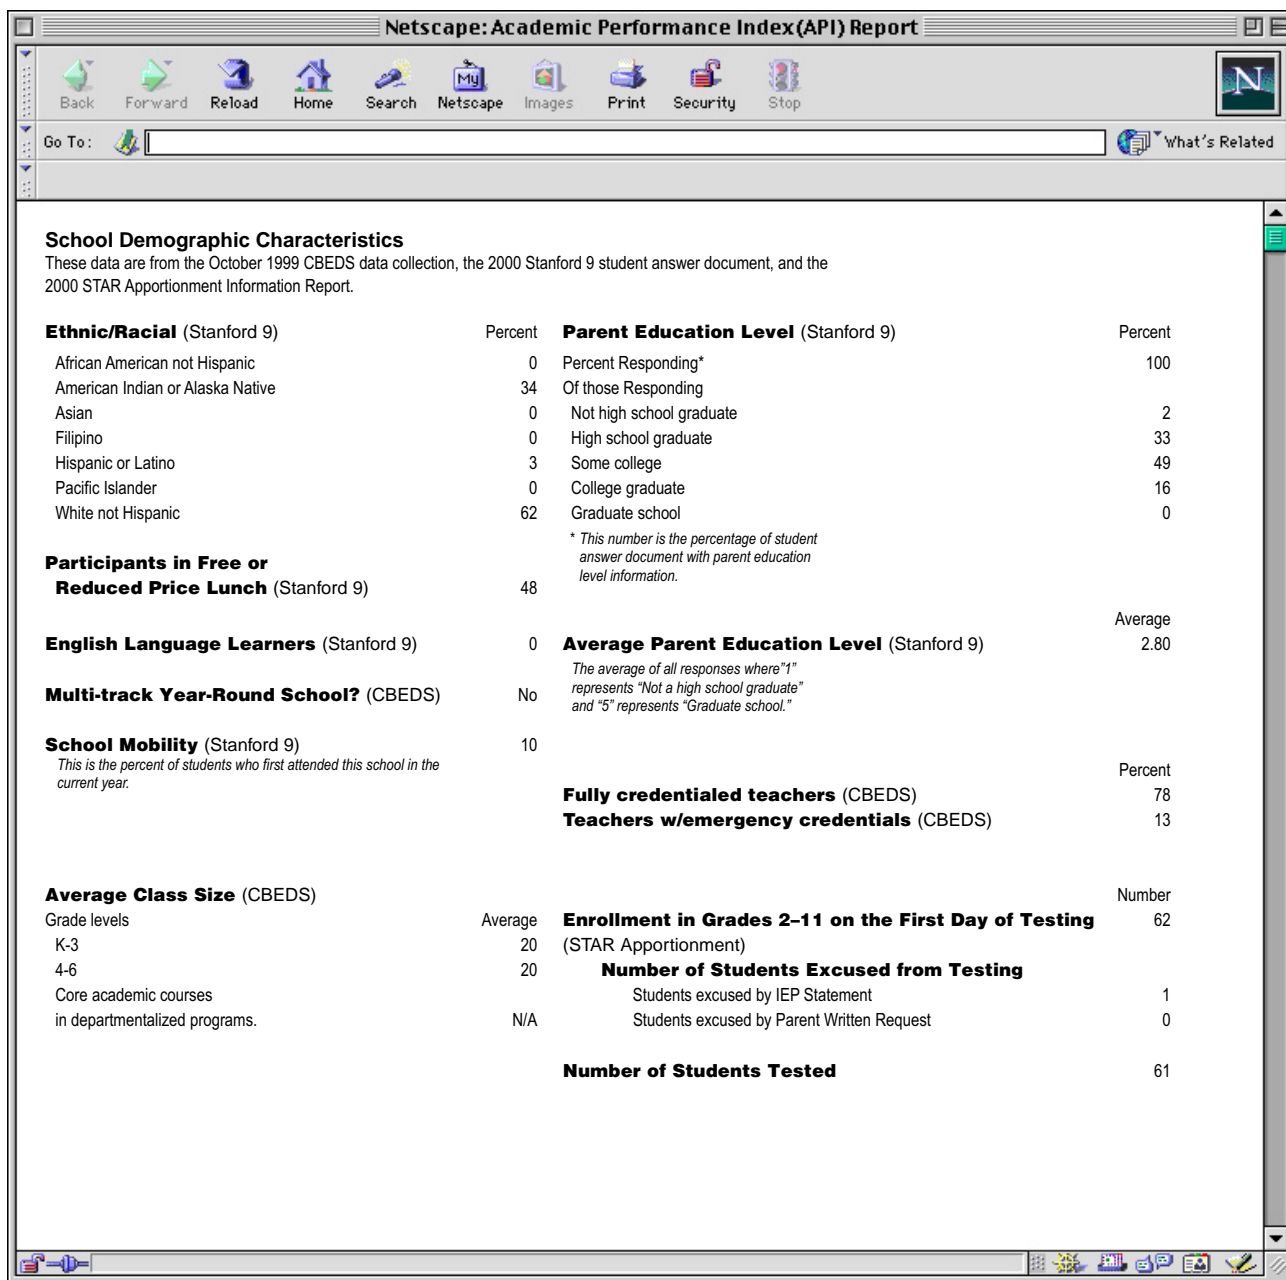 Netscape: Academic Performance Index(API) Report
Back Forward Reload Home Search Netscape Images Print Security Stop
My
N
Go To: What's Related
School Demographic Characteristics
These data are from the October 1999 CBEDS data collection, the 2000 Stanford 9 student answer document, and the
2000 STAR Apportionment Information Report.
Ethnic/Racial (Stanford 9) Percent
African American not Hispanic 0
American Indian or Alaska Native 34
Asian 0
Filipino 0
Hispanic or Latino 3
Pacific Islander 0
White not Hispanic 62
Participants in Free or
Reduced Price Lunch (Stanford 9) 48
English Language Learners (Stanford 9) 0
Multi-track Year-Round School? (CBEDS) No
School Mobility (Stanford 9) 10
This is the percent of students who first attended this school in the
current year.
Parent Education Level (Stanford 9) Percent
Percent Responding* 100
Of those Responding
Not high school graduate 2
High school graduate 33
Some college 49
College graduate 16
Graduate school 0
* This number is the percentage of student
answer document with parent education
level information.
Average
Average Parent Education Level (Stanford 9) 2.80
The average of all responses where"1"
represents “Not a high school graduate”
and “5” represents “Graduate school.”
Percent
Fully credentialed teachers (CBEDS) 78
Teachers w/emergency credentials (CBEDS) 13
Average Class Size (CBEDS)
Grade levels Average
K-3 20
4-6 20
Core academic courses
in departmentalized programs. N/A
Number
Enrollment in Grades 2–11 on the First Day of Testing 62
(STAR Apportionment)
Number of Students Excused from Testing
Students excused by IEP Statement 1
Students excused by Parent Written Request 0
Number of Students Tested 61